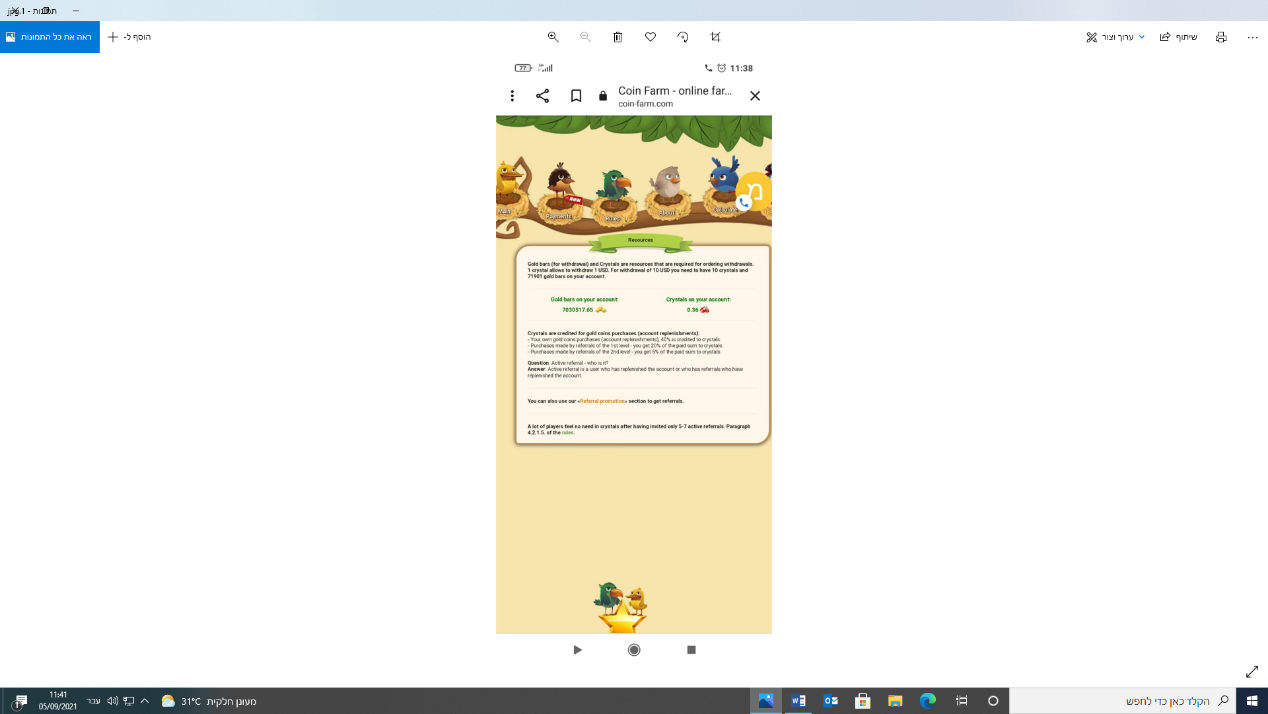 jpg.תמונות - 1
ראה את כל התמונות
הוסף ל-
ערוך וצור
שיתוף
77
11:38
Coin Farm - online far...
coin-farm.com
Main
Payments
NEW
Rules
About
מ
Resources
Gold bars (for withdrawal) and Crystals are resources that are required for ordering withdrawals.
1 crystal allows to withdraw 1 USD. For withdrawal of 10 USD you need to have 10 crystals and
71901 gold bars on your account.
Gold bars on your account:
Crystals on your account:
7030517.65
0.36
Crystals are credited for gold coins purchases (account replenishments):
- Your own gold coins purchases (account replenishments), 40% is credited to crystals.
- Purchases made by referrals of the 1st level - you get 20% of the paid sum to crystals.
- Purchases made by referrals of the 2nd level - you get 5% of the paid sum to crystals.
Question: Active referral - who is it?
Answer: Active referral is a user who has replenished the account or who has referrals who have
replenished the account.
You can also use our «Referral promotion» section to get referrals.
A lot of players feel no need in crystals after having invited only 5-7 active referrals. Paragraph
4.2.1.5. of the rules.
11:41
05/09/2021
עבר
31°C מעונן חלקית
הקלד כאן כדי לחפש